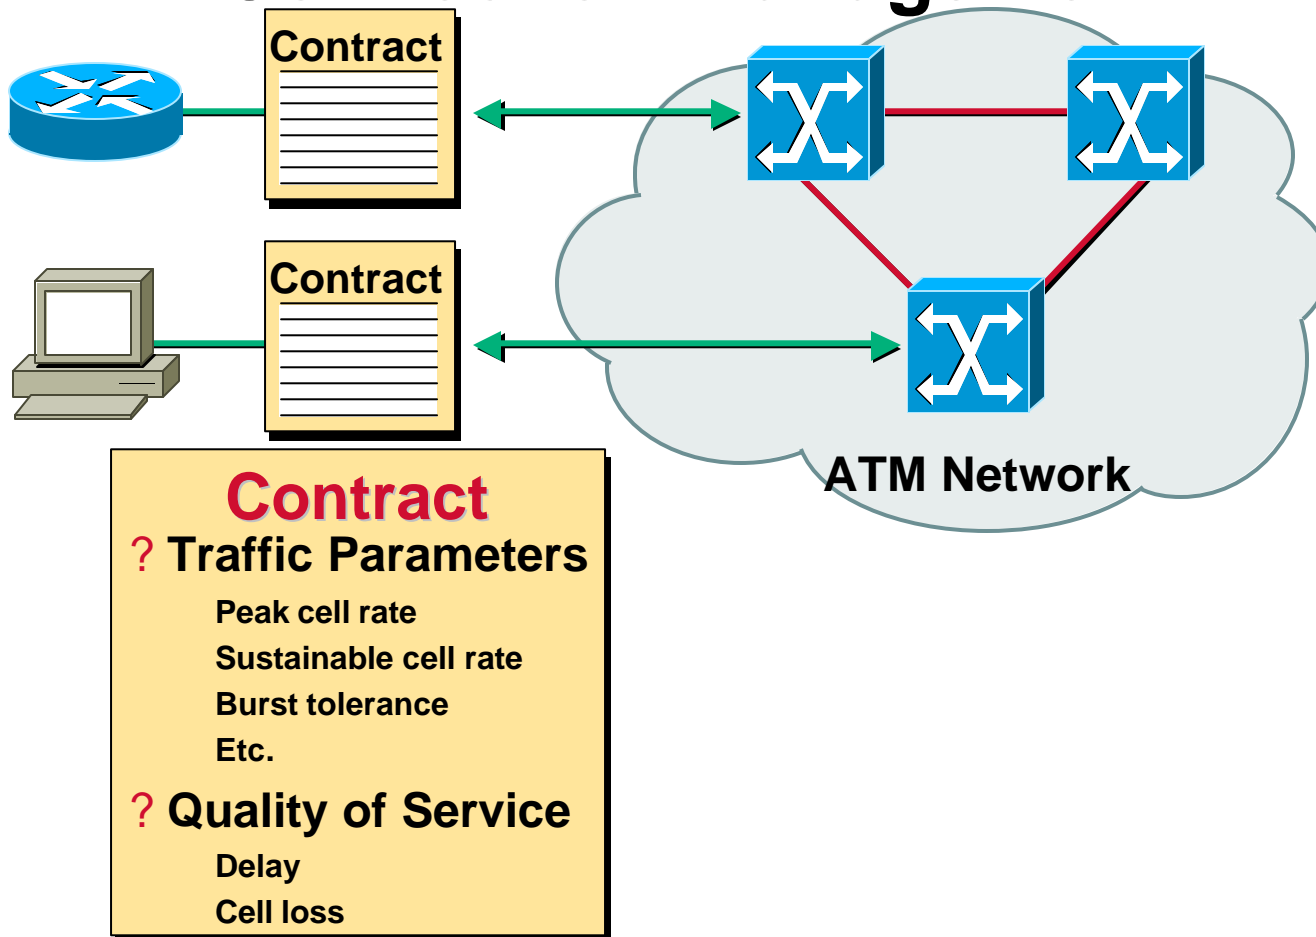 Contract
Contract
ATM Network
Contract
? Traffic Parameters
Peak cell rate
Sustainable cell rate
Burst tolerance
Etc.
? Quality of Service
Delay
Cell loss